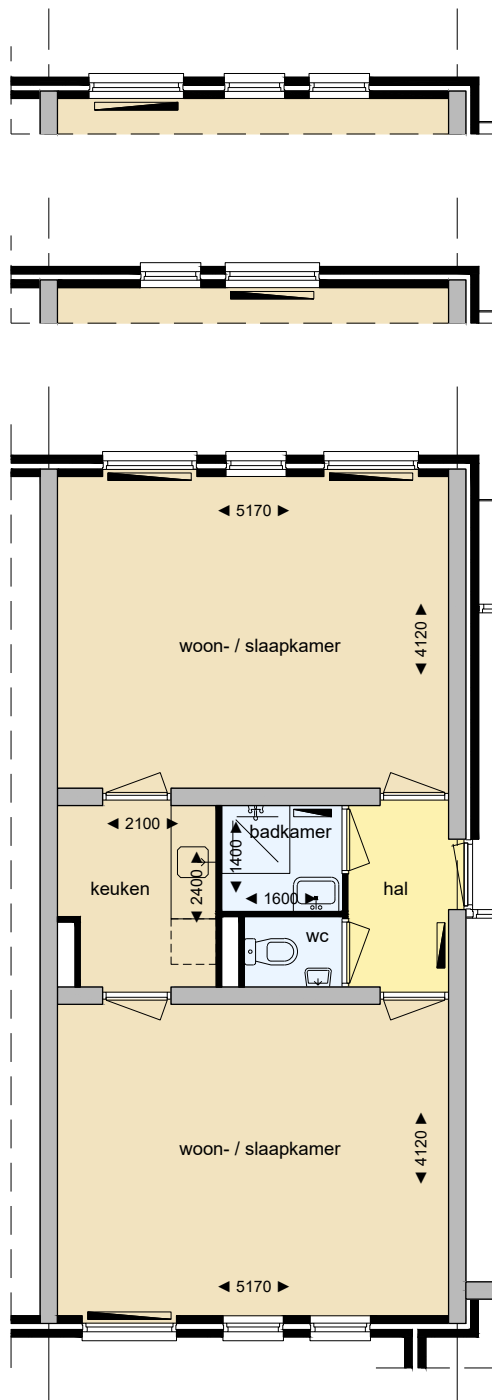 ◄ 5170 ►
◄ 4120 ►
woon- / slaapkamer
◄ 2100 ►
badkamer
◄ 1400 ►
◄ 2400 ►
keuken
hal
◄ 1600 ►
wc
woon- / slaapkamer
◄ 4120 ►
◄ 5170 ►